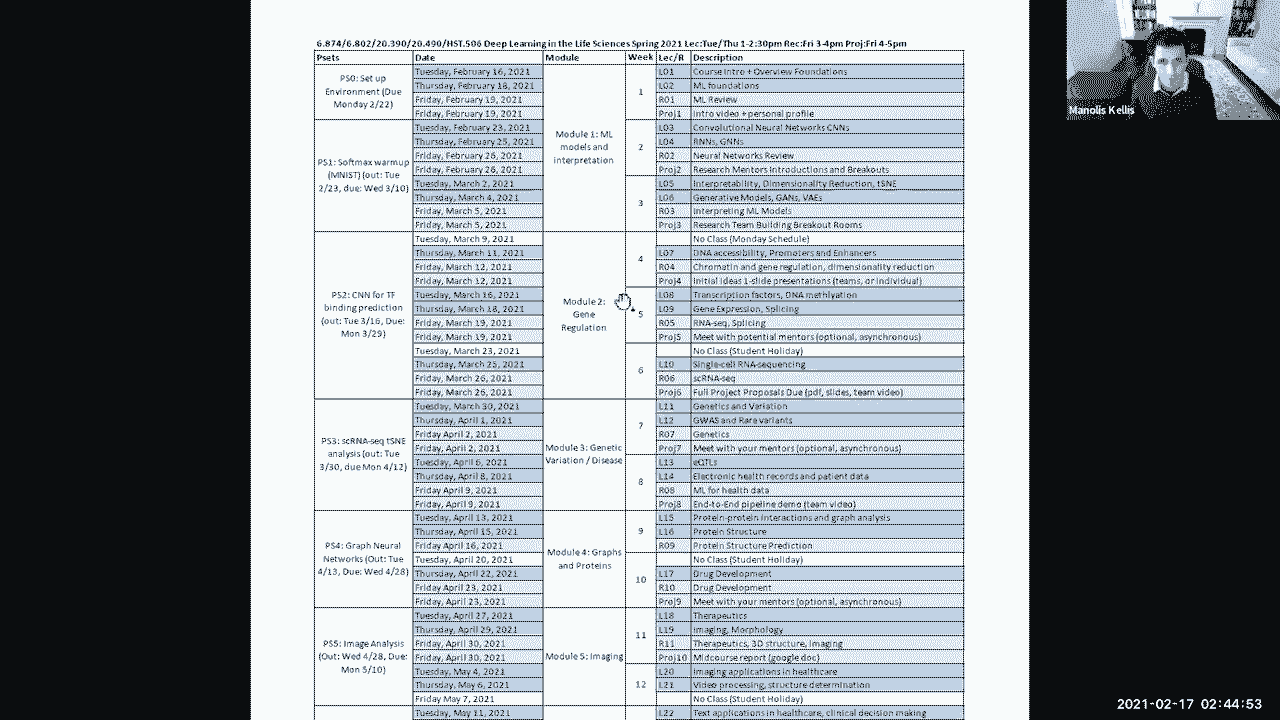 6.874/6.802/20.390/20.490/HST.506 Deep Learning in the Life Sciences Spring 2021 Lec:Tue/Thu 1-2:30pm Rec:Fri 3-4pm Proj:Fri 4-5pm
Psets Date Module Week Lec/R Description
PS0: Set up
Environment (Due
Monday 2/22)
PS1: Softmax warmup
(MNIST) (out: Tue
2/23, due: Wed 3/10)
PS2: CNN for TF
binding prediction
(out: Tue 3/16, Due:
Mon 3/29)
PS3: scRNA-seq tSNE
analysis (out: Tue
3/30, due Mon 4/12)
PS4: Graph Neural
Networks (Out: Tue
4/13, Due: Wed 4/28)
PS5: Image Analysis
(Out: Wed 4/28, Due:
Mon 5/10)
Module 1: ML
models and
interpretation
Module 2:
Gene
Regulation
Module 3: Genetic
Variation / Disease
Module 4: Graphs
and Proteins
Module 5: Imaging
1
2
3
4
5
6
7
8
9
10
11
12
Tuesday, February 16, 2021 L01 Course Intro + Overview Foundations
Thursday, February 18, 2021 L02 ML foundations
Friday, February 19, 2021 R01 ML Review
Friday, February 19, 2021 Proj1 Intro video + personal profile
Tuesday, February 23, 2021 L03 Convolutional Neural Networks CNNs
Thursday, February 25, 2021 L04 RNNs, GNNs
Friday, February 26, 2021 R02 Neural Networks Review
Friday, February 26, 2021 Proj2 Research Mentors Introductions and Breakouts
Tuesday, March 2, 2021 L05 Interpretability, Dimensionality Reduction, tSNE
Thursday, March 4, 2021 L06 Generative Models, GANs, VAEs
Friday, March 5, 2021 R03 Interpreting ML Models
Friday, March 5, 2021 Proj3 Research Team Building Breakout Rooms
Tuesday, March 9, 2021 No Class (Monday Schedule)
Thursday, March 11, 2021 L07 DNA accessibility, Promoters and Enhancers
Friday, March 12, 2021 R04 Chromatin and gene regulation, dimensionality reduction
Friday, March 12, 2021 Proj4 Initial ideas 1-slide presentations (teams, or individual)
Tuesday, March 16, 2021 L08 Transcription factors, DNA methlyation
Thursday, March 18, 2021 L09 Gene Expression, Splicing
Friday, March 19, 2021 R05 RNA-seq, Splicing
Friday, March 19, 2021 Proj5 Meet with potential mentors (optional, asynchronous)
Tuesday, March 23, 2021 No Class (Student Holiday)
Thursday, March 25, 2021 L10 Single-cell RNA-sequencing
Friday, March 26, 2021 R06 scRNA-seq
Friday, March 26, 2021 Proj6 Full Project Proposals Due (pdf, slides, team video)
Tuesday, March 30, 2021 L11 Genetics and Variation
Thursday, April 1, 2021 L12 GWAS and Rare variants
Friday April 2, 2021 R07 Genetics
Friday, April 2, 2021 Proj7 Meet with your mentors (optional, asynchronous)
Tuesday, April 6, 2021 L13 eQTLs
Thursday, April 8, 2021 L14 Electronic health records and patient data
Friday April 9, 2021 R08 ML for health data
Friday, April 9, 2021 Proj8 End-to-End pipeline demo (team video)
Tuesday, April 13, 2021 L15 Protein-protein interactions and graph analysis
Thursday, April 15, 2021 L16 Protein Structure
Friday April 16, 2021 R09 Protein Structure Prediction
Tuesday, April 20, 2021 No Class (Student Holiday)
Thursday, April 22, 2021 L17 Drug Development
Friday April 23, 2021 R10 Drug Development
Friday, April 23, 2021 Proj9 Meet with your mentors (optional, asynchronous)
Tuesday, April 27, 2021 L18 Therapeutics
Thursday, April 29, 2021 L19 Imaging, Morphology
Friday, April 30, 2021 R11 Therapeutics, 3D structure, imaging
Friday, April 30, 2021 Proj10 Midcourse report (google doc)
Tuesday, May 4, 2021 L20 Imaging applications in healthcare
Thursday, May 6, 2021 L21 Video processing, structure determination
Friday May 7, 2021 No Class (Student Holiday)
Tuesday, May 11, 2021 L22 Text applications in healthcare, clinical decision making
Manolis Kellis
2021-02-17 02:44:53